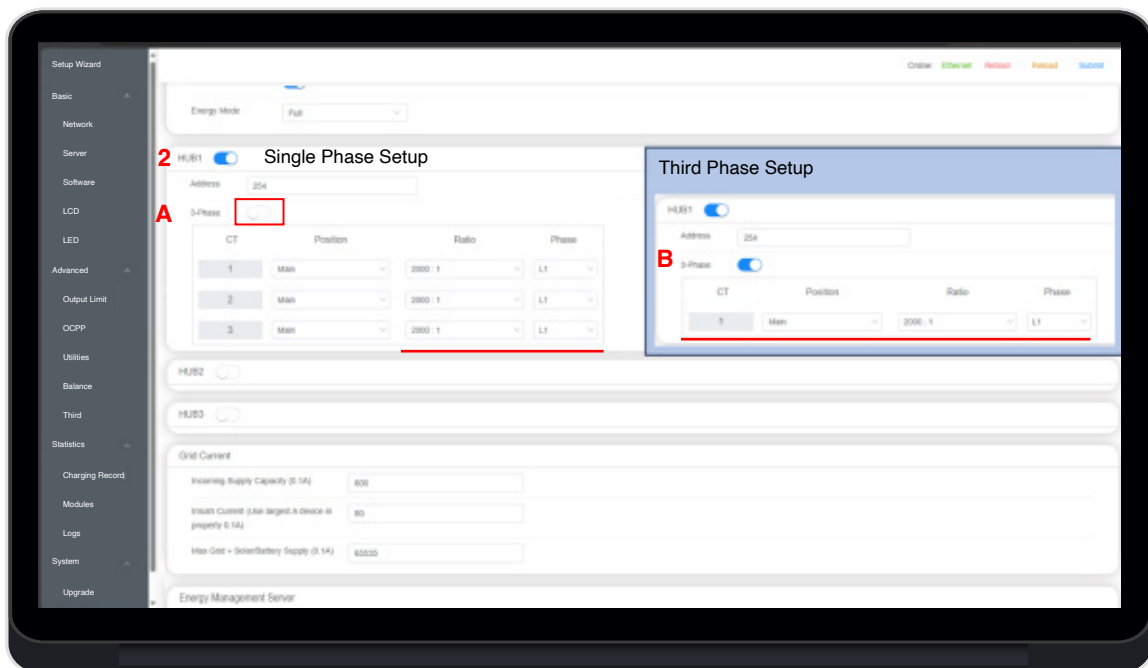 Setup Wizard
Online: Ethernet Reboot Reload Submit
Basic
Network
Server
Software
LCD
LED
Advanced
Output Limit
OCPP
Utilities
Balance
Third
Statistics
Charging Record
Modules
Logs
System
Upgrade
Energy Mode Full
2 HUB1 Single Phase Setup
Address 254
A 3-Phase
CT Position Ratio Phase
1 Main 2000 : 1 L1
2 Main 2000 : 1 L1
3 Main 2000 : 1 L1
Third Phase Setup
HUB1
Address 254
B 3-Phase
CT Position Ratio Phase
1 Main 2000 : 1 L1
HUB2
HUB3
Grid Current
Incoming Supply Capacity (0.1A) 600
Inrush Current (Use largest A device in
property 0.1A) 80
Max Grid + Solar/Battery Supply (0.1A) 65535
Energy Management Server